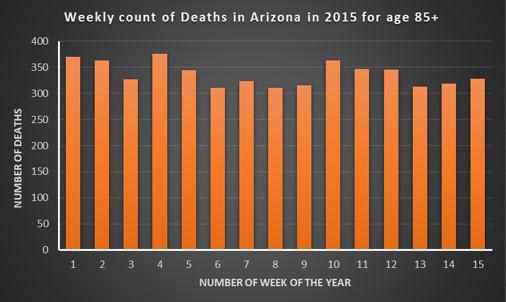 Weekly count of Deaths in Arizona in 2015 for age 85+
400
350
300
250
200
150
100
50
0
NUMBER OF DEATHS
1 2 3 4 5 6 7 8 9 10 11 12 13 14 15
NUMBER OF WEEK OF THE YEAR